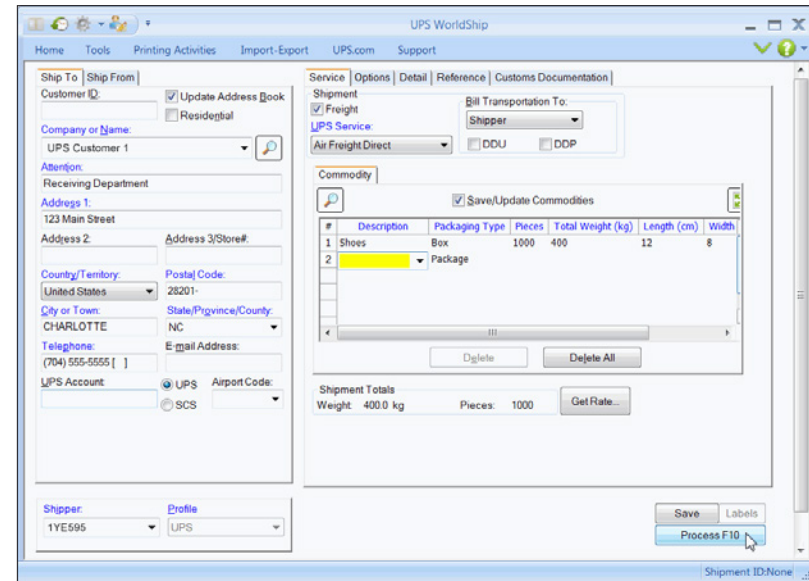 UPS WorldShip
Home Tools Printing Activities Import-Export UPS.com Support
Ship To Ship From
Customer ID:
Update Address Book
Residential
Company or Name:
UPS Customer 1
Attention:
Receiving Department
Address 1:
123 Main Street
Address 2: Address 3/Store#:
Country/Territory: Postal Code:
United States 28201-
City or Town: State/Province/County:
CHARLOTTE NC
Telephone: E-mail Address:
(704) 555-5555 [ ]
UPS Account: UPS Airport Code:
SCS
Shipper: Profile
1YE595 UPS
Service Options Detail Reference Customs Documentation
Shipment
Freight
UPS Service:
Air Freight Direct
Bill Transportation To:
Shipper
DDU DDP
Commodity
Save/Update Commodities
# Description Packaging Type Pieces Total Weight (kg) Length (cm) Width
1 Shoes Box 1000 400 12 8
2 Package
Delete Delete All
Shipment Totals
Weight: 400.0 kg Pieces: 1000 Get Rate...
Save Labels
Process F10
Shipment ID:None